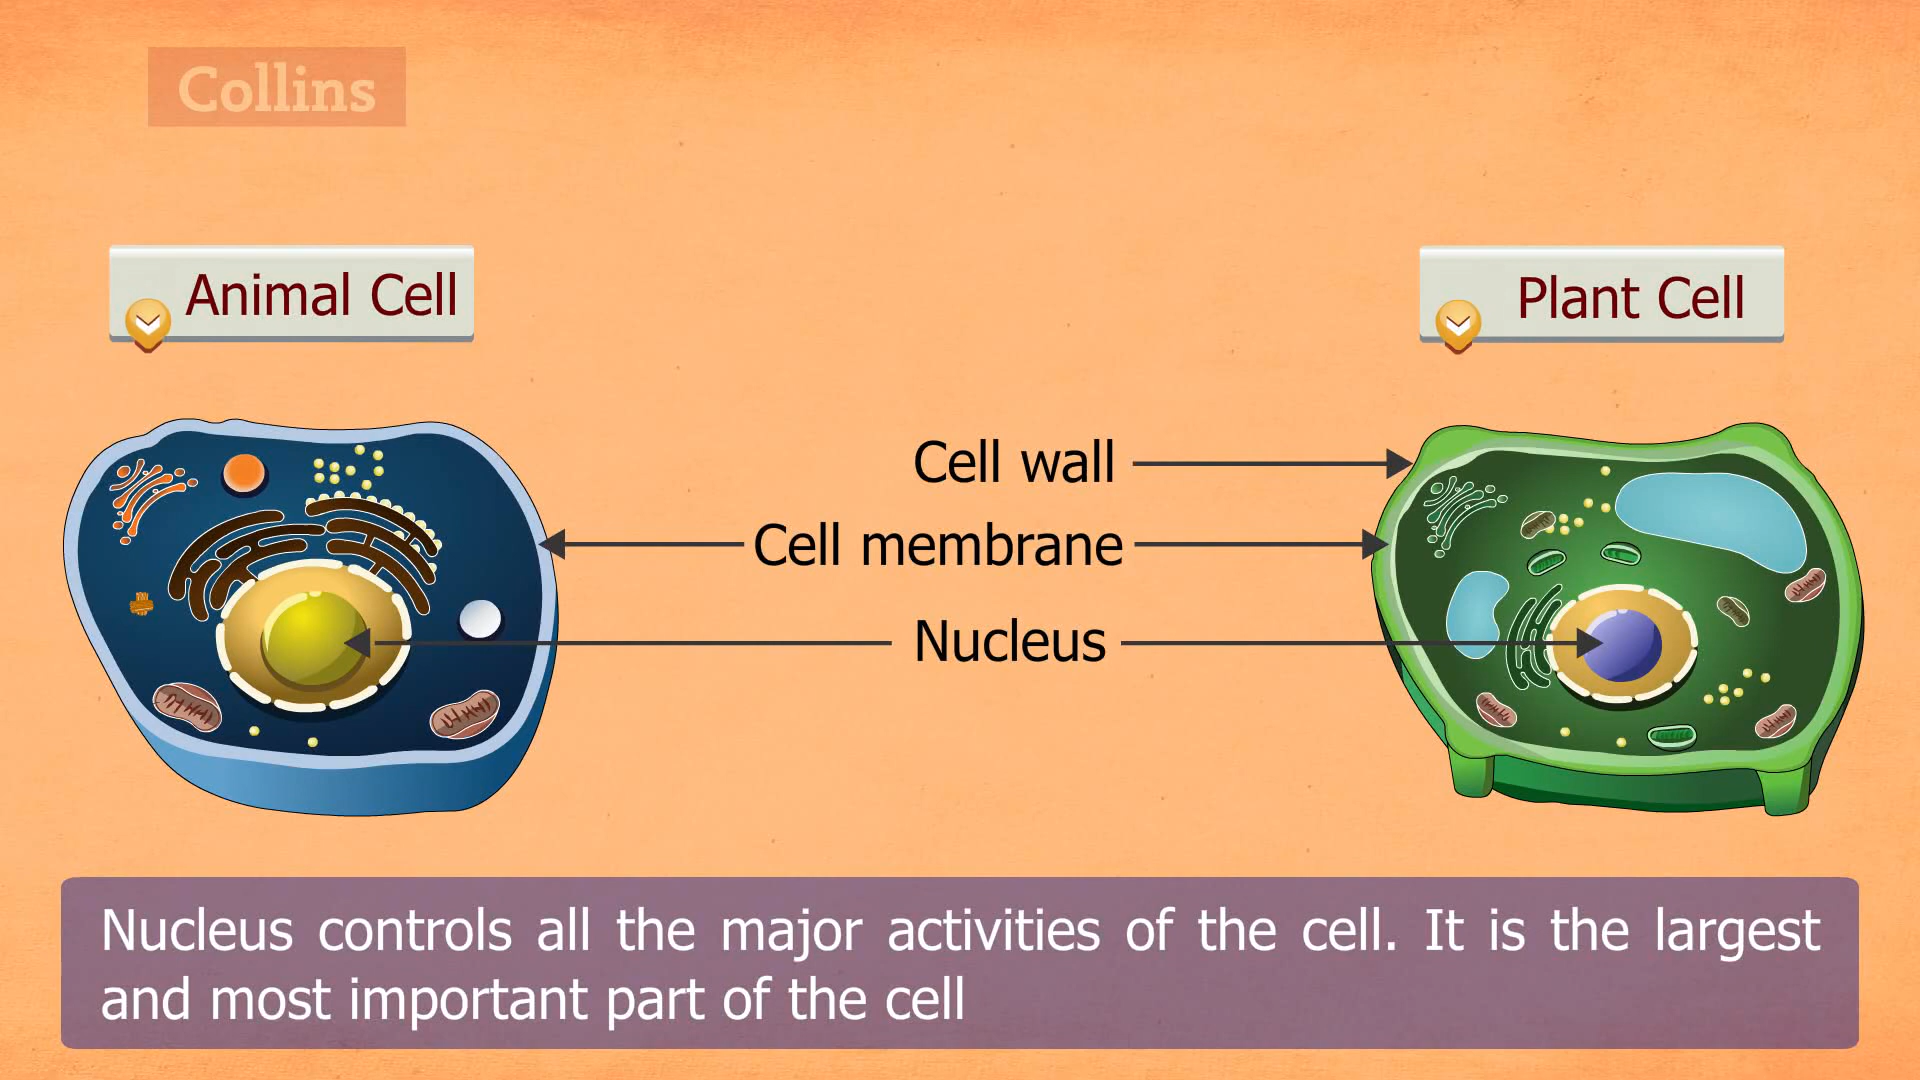 Collins
Animal Cell
Plant Cell
Cell wall
Cell membrane
Nucleus
Nucleus controls all the major activities of the cell. It is the largest
and most important part of the cell